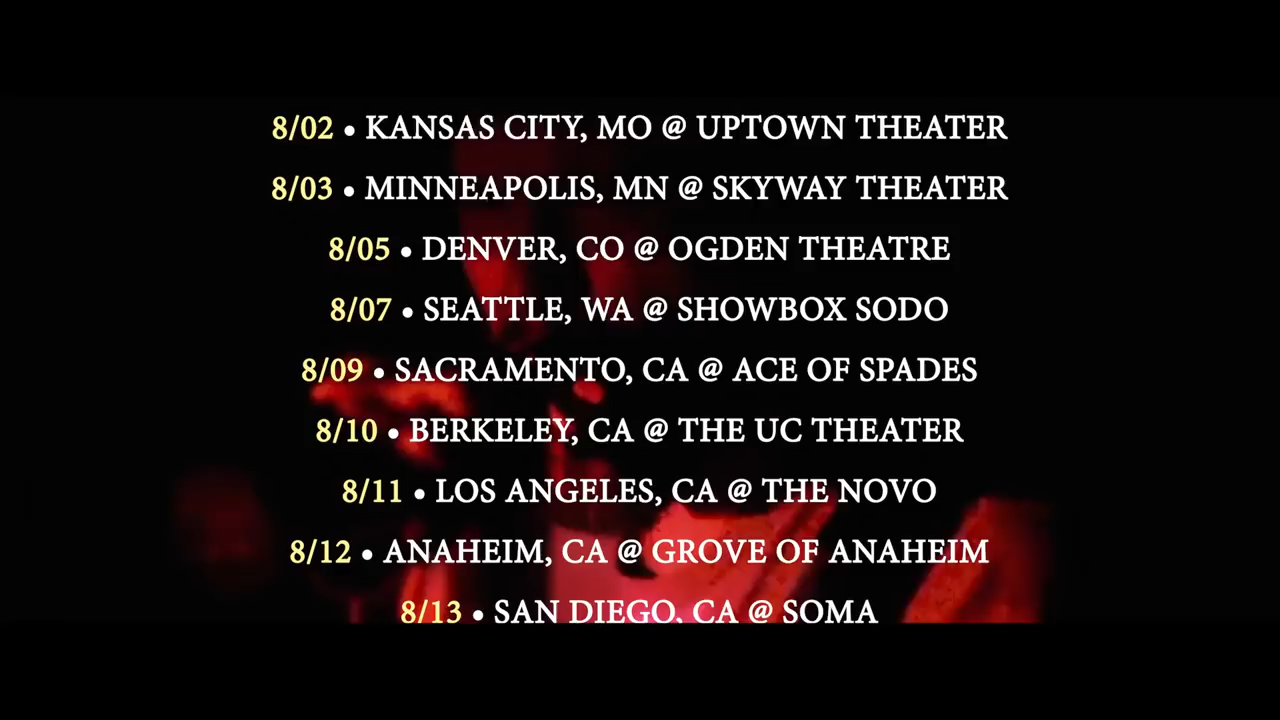 8/02 • KANSAS CITY, MO @ UPTOWN THEATER
8/03 • MINNEAPOLIS, MN @ SKYWAY THEATER
8/05 • DENVER, CO @ OGDEN THEATRE
8/07 • SEATTLE, WA @ SHOWBOX SODO
8/09 • SACRAMENTO, CA @ ACE OF SPADES
8/10 • BERKELEY, CA @ THE UC THEATER
8/11 • LOS ANGELES, CA @ THE NOVO
8/12 • ANAHEIM, CA @ GROVE OF ANAHEIM
8/13 • SAN DIEGO, CA @ SOMA